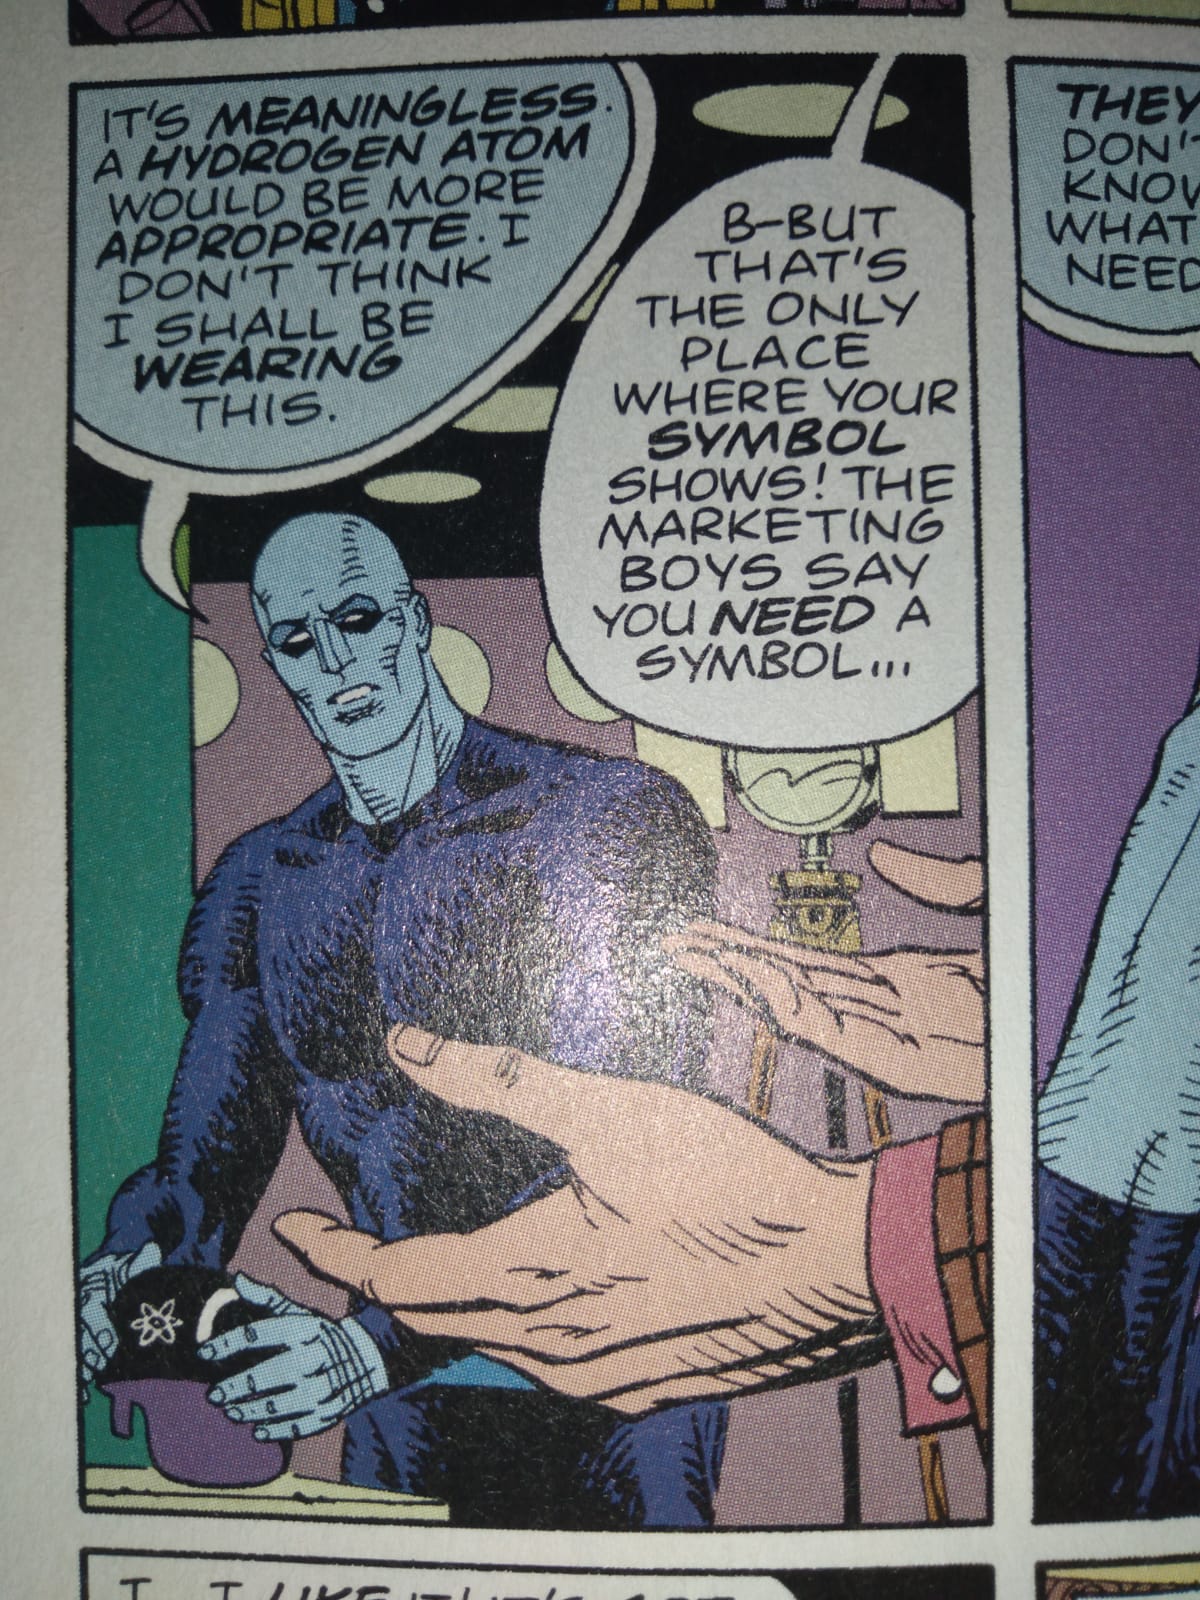 IT'S MEANINGLESS.
A HYDROGEN ATOM
WOULD BE MORE
APPROPRIATE. I
DON'T THINK
I SHALL BE
WEARING
THIS.
B-BUT
THAT'S
THE ONLY
PLACE
WHERE YOUR
SYMBOL
SHOWS! THE
MARKETING
BOYS SAY
YOU NEED A
SYMBOL...
THEY
DON'T
KNOW
WHAT
NEED